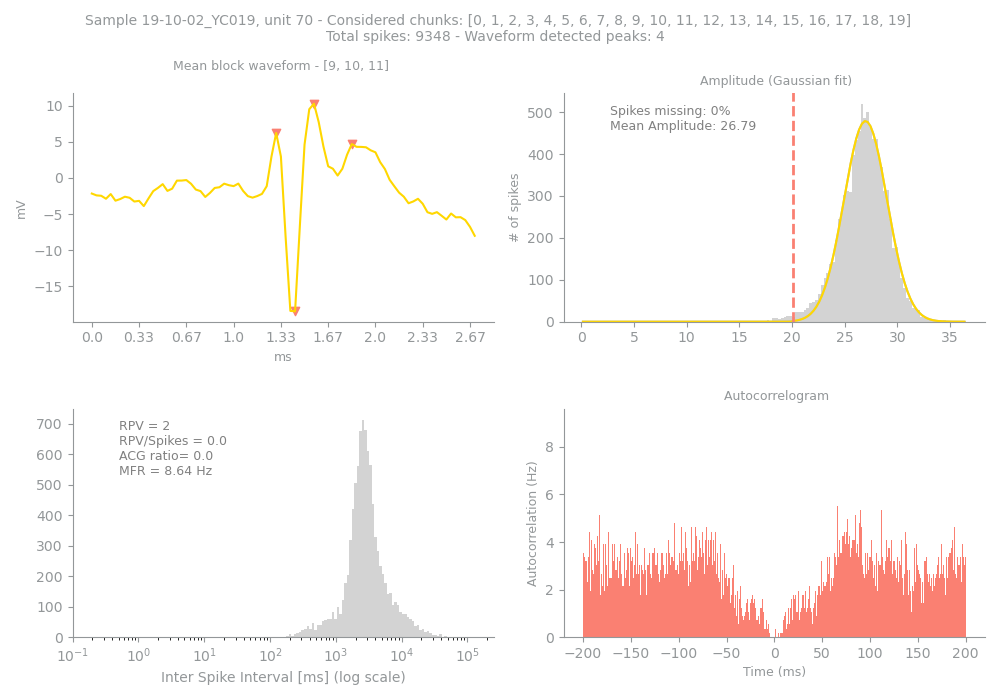 Sample 19-10-02_YC019, unit 70 - Considered chunks: [0, 1, 2, 3, 4, 5, 6, 7, 8, 9, 10, 11, 12, 13, 14, 15, 16, 17, 18, 19]
Total spikes: 9348 - Waveform detected peaks: 4
Mean block waveform - [9, 10, 11]
10
5
0
−5
−10
−15
mV
0.0 0.33 0.67 1.0 1.33 1.67 2.0 2.33 2.67
ms
Amplitude (Gaussian fit)
Spikes missing: 0%
Mean Amplitude: 26.79
500
400
300
200
100
0
# of spikes
0 5 10 15 20 25 30 35
RPV = 2
RPV/Spikes = 0.0
ACG ratio= 0.0
MFR = 8.64 Hz
700
600
500
400
300
200
100
0
10⁻¹ 10⁰ 10¹ 10² 10³ 10⁴ 10⁵
Inter Spike Interval [ms] (log scale)
Autocorrelogram
8
6
4
2
0
Autocorrelation (Hz)
−200 −150 −100 −50 0 50 100 150 200
Time (ms)